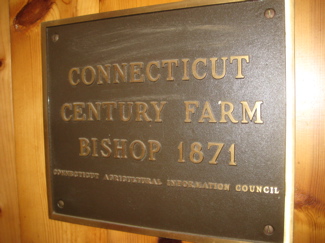 CONNECTICUT
CENTURY FARM
BISHOP 1871
CONNECTICUT AGRICULTURAL INFORMATION COUNCIL